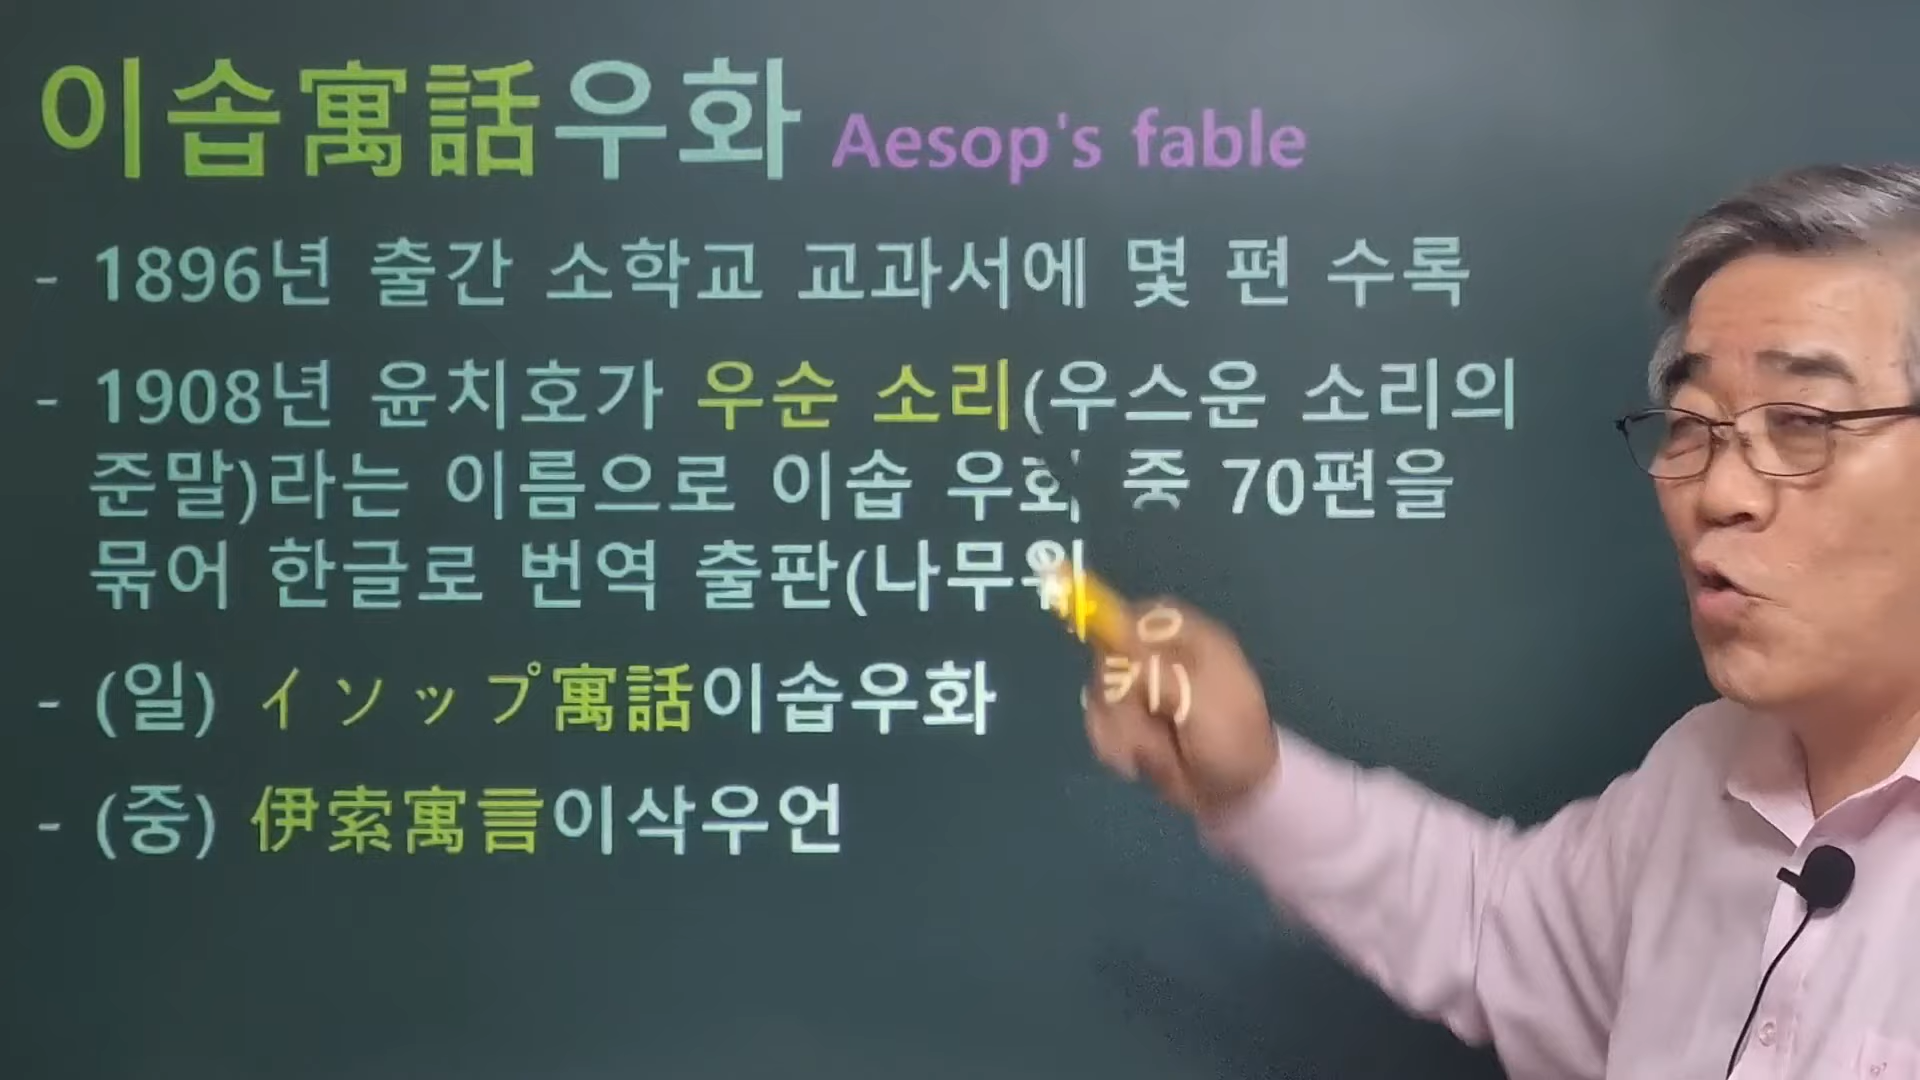 이솝寓話우화 Aesop's fable
- 1896년 출간 소학교 교과서에 몇 편 수록
- 1908년 윤치호가 우순 소리(우스운 소리의
준말)라는 이름으로 이솝 우화 중 70편을
묶어 한글로 번역 출판(나무위
키)
- (일) イソップ寓話이솝우화
- (중) 伊索寓言이삭우언